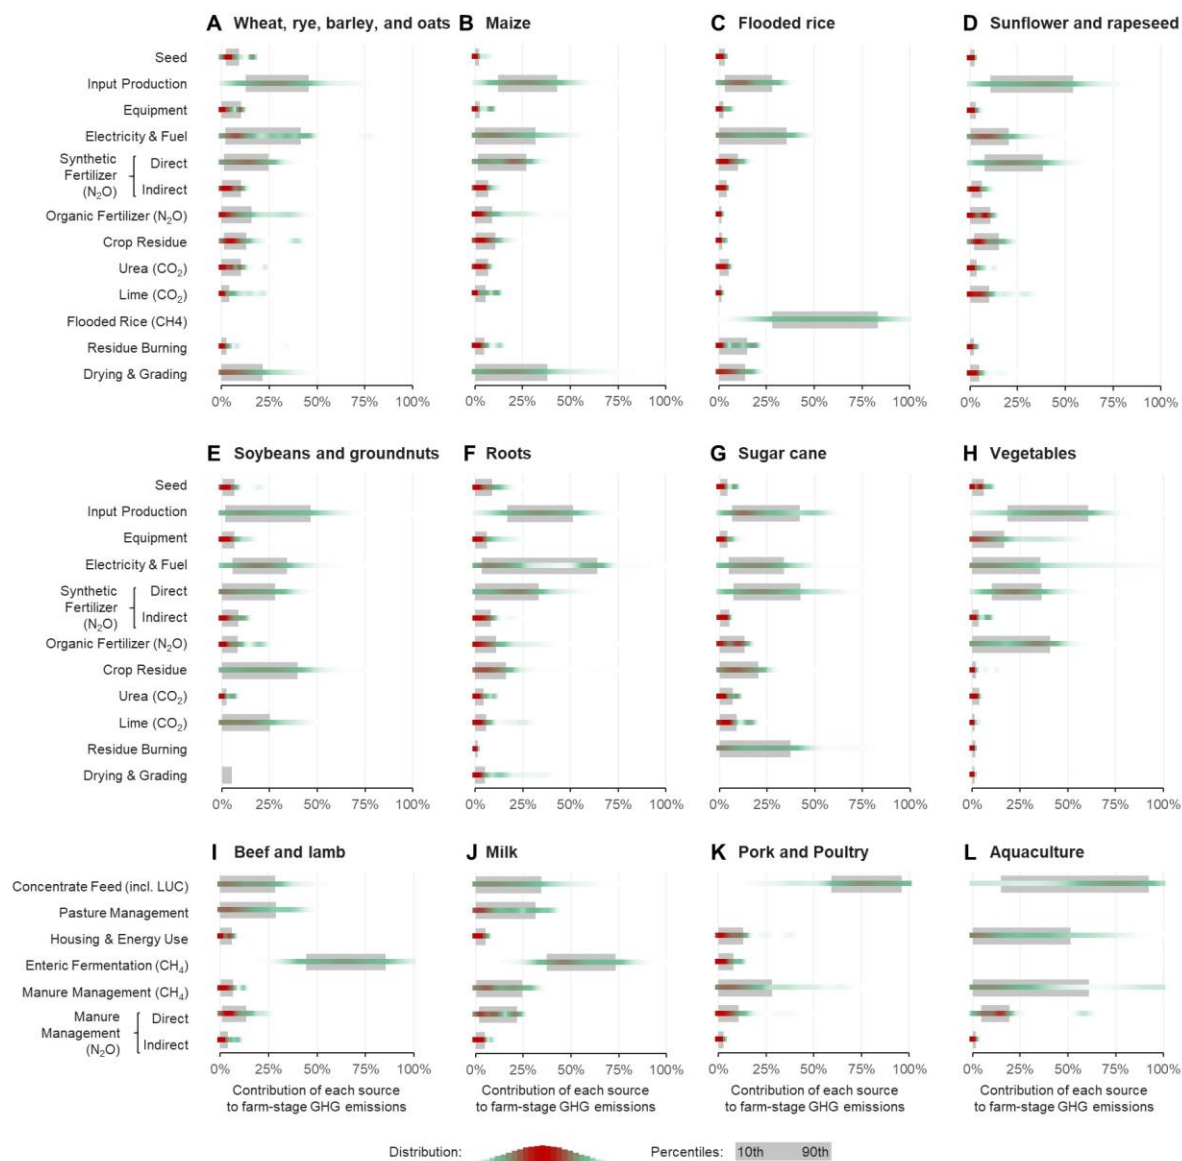 A Wheat, rye, barley, and oats
B Maize
C Flooded rice
D Sunflower and rapeseed
Seed
Input Production
Equipment
Electricity & Fuel
Synthetic Fertilizer (N₂O)
Direct
Indirect
Organic Fertilizer (N₂O)
Crop Residue
Urea (CO₂)
Lime (CO₂)
Flooded Rice (CH4)
Residue Burning
Drying & Grading
0% 25% 50% 75% 100%
0% 25% 50% 75% 100%
0% 25% 50% 75% 100%
0% 25% 50% 75% 100%
E Soybeans and groundnuts
F Roots
G Sugar cane
H Vegetables
Seed
Input Production
Equipment
Electricity & Fuel
Synthetic Fertilizer (N₂O)
Direct
Indirect
Organic Fertilizer (N₂O)
Crop Residue
Urea (CO₂)
Lime (CO₂)
Residue Burning
Drying & Grading
0% 25% 50% 75% 100%
0% 25% 50% 75% 100%
0% 25% 50% 75% 100%
0% 25% 50% 75% 100%
I Beef and lamb
J Milk
K Pork and Poultry
L Aquaculture
Concentrate Feed (incl. LUC)
Pasture Management
Housing & Energy Use
Enteric Fermentation (CH₄)
Manure Management (CH₄)
Manure Management (N₂O)
Direct
Indirect
0% 25% 50% 75% 100%
0% 25% 50% 75% 100%
0% 25% 50% 75% 100%
0% 25% 50% 75% 100%
Contribution of each source
to farm-stage GHG emissions
Contribution of each source
to farm-stage GHG emissions
Contribution of each source
to farm-stage GHG emissions
Contribution of each source
to farm-stage GHG emissions
Distribution:
Percentiles: 10th 90th